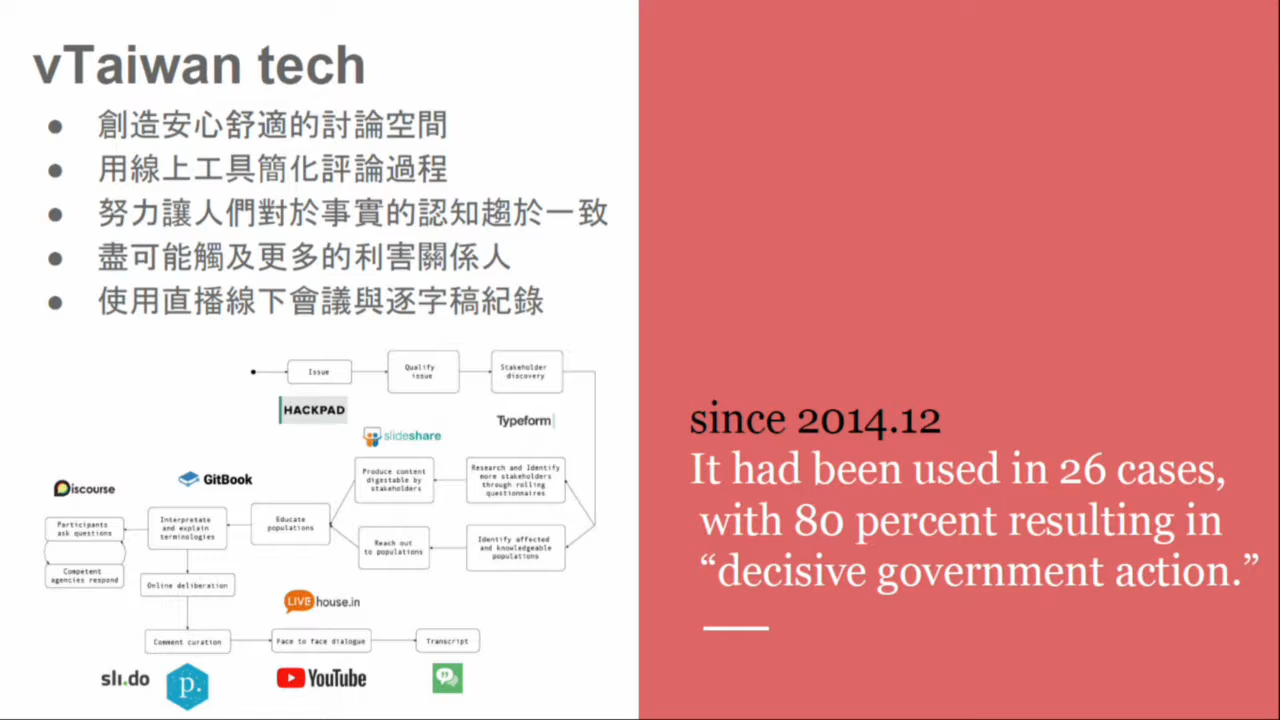 vTaiwan tech
● 創造安心舒適的討論空間
● 用線上工具簡化評論過程
● 努力讓人們對於事實的認知趨於一致
● 盡可能觸及更多的利害關係人
● 使用直播線下會議與逐字稿紀錄
Issue
Qualify
issue
Stakeholder
discovery
HACKPAD
slideshare
Typeform
Produce content
digestable by
stakeholders
Research and Identify
more stakeholders
through rolling
questionnaires
Discourse
GitBook
Participants
ask questions
Interpretate
and explain
terminologies
Educate
populations
Reach out
to populations
Identify affected
and knowledgeable
populations
Competent
agencies respond
Online deliberation
LIVE house.in
Comment curation
Face to face dialogue
Transcript
sli.do
p.
YouTube
since 2014.12
It had been used in 26 cases,
with 80 percent resulting in
“decisive government action.”